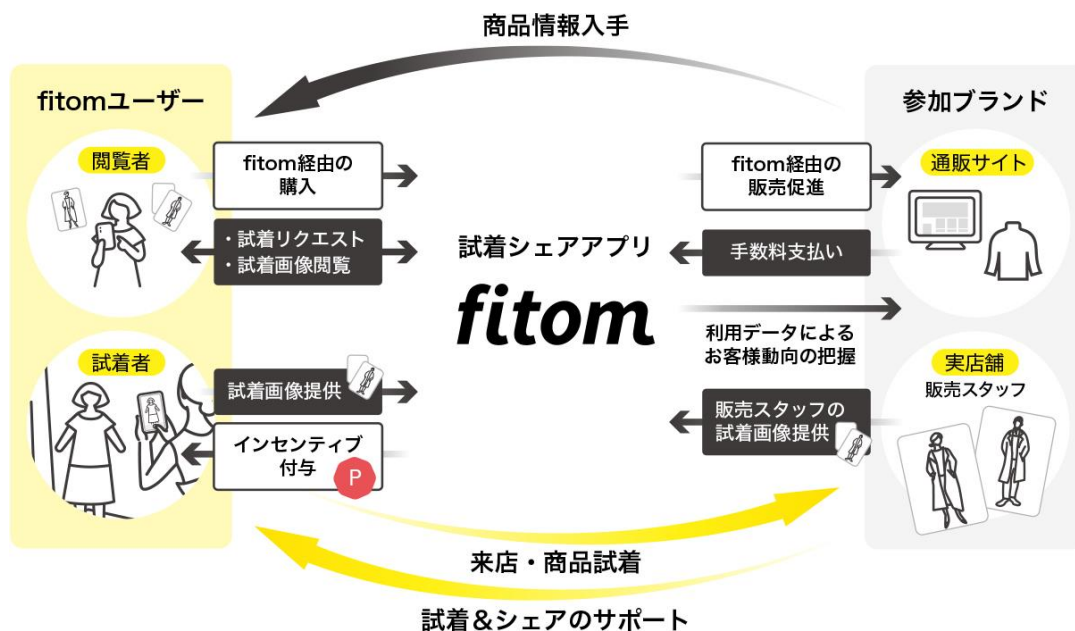 商品情報入手
fitomユーザー
閲覧者
fitom経由の
購入
・試着リクエスト
・試着画像閲覧
試着者
試着画像提供
インセンティブ
付与
P
試着シェアアプリ
fitom
参加ブランド
fitom経由の
販売促進
通販サイト
手数料支払い
利用データによる
お客様動向の把握
実店舗
販売スタッフ
販売スタッフの
試着画像提供
来店・商品試着
試着&シェアのサポート